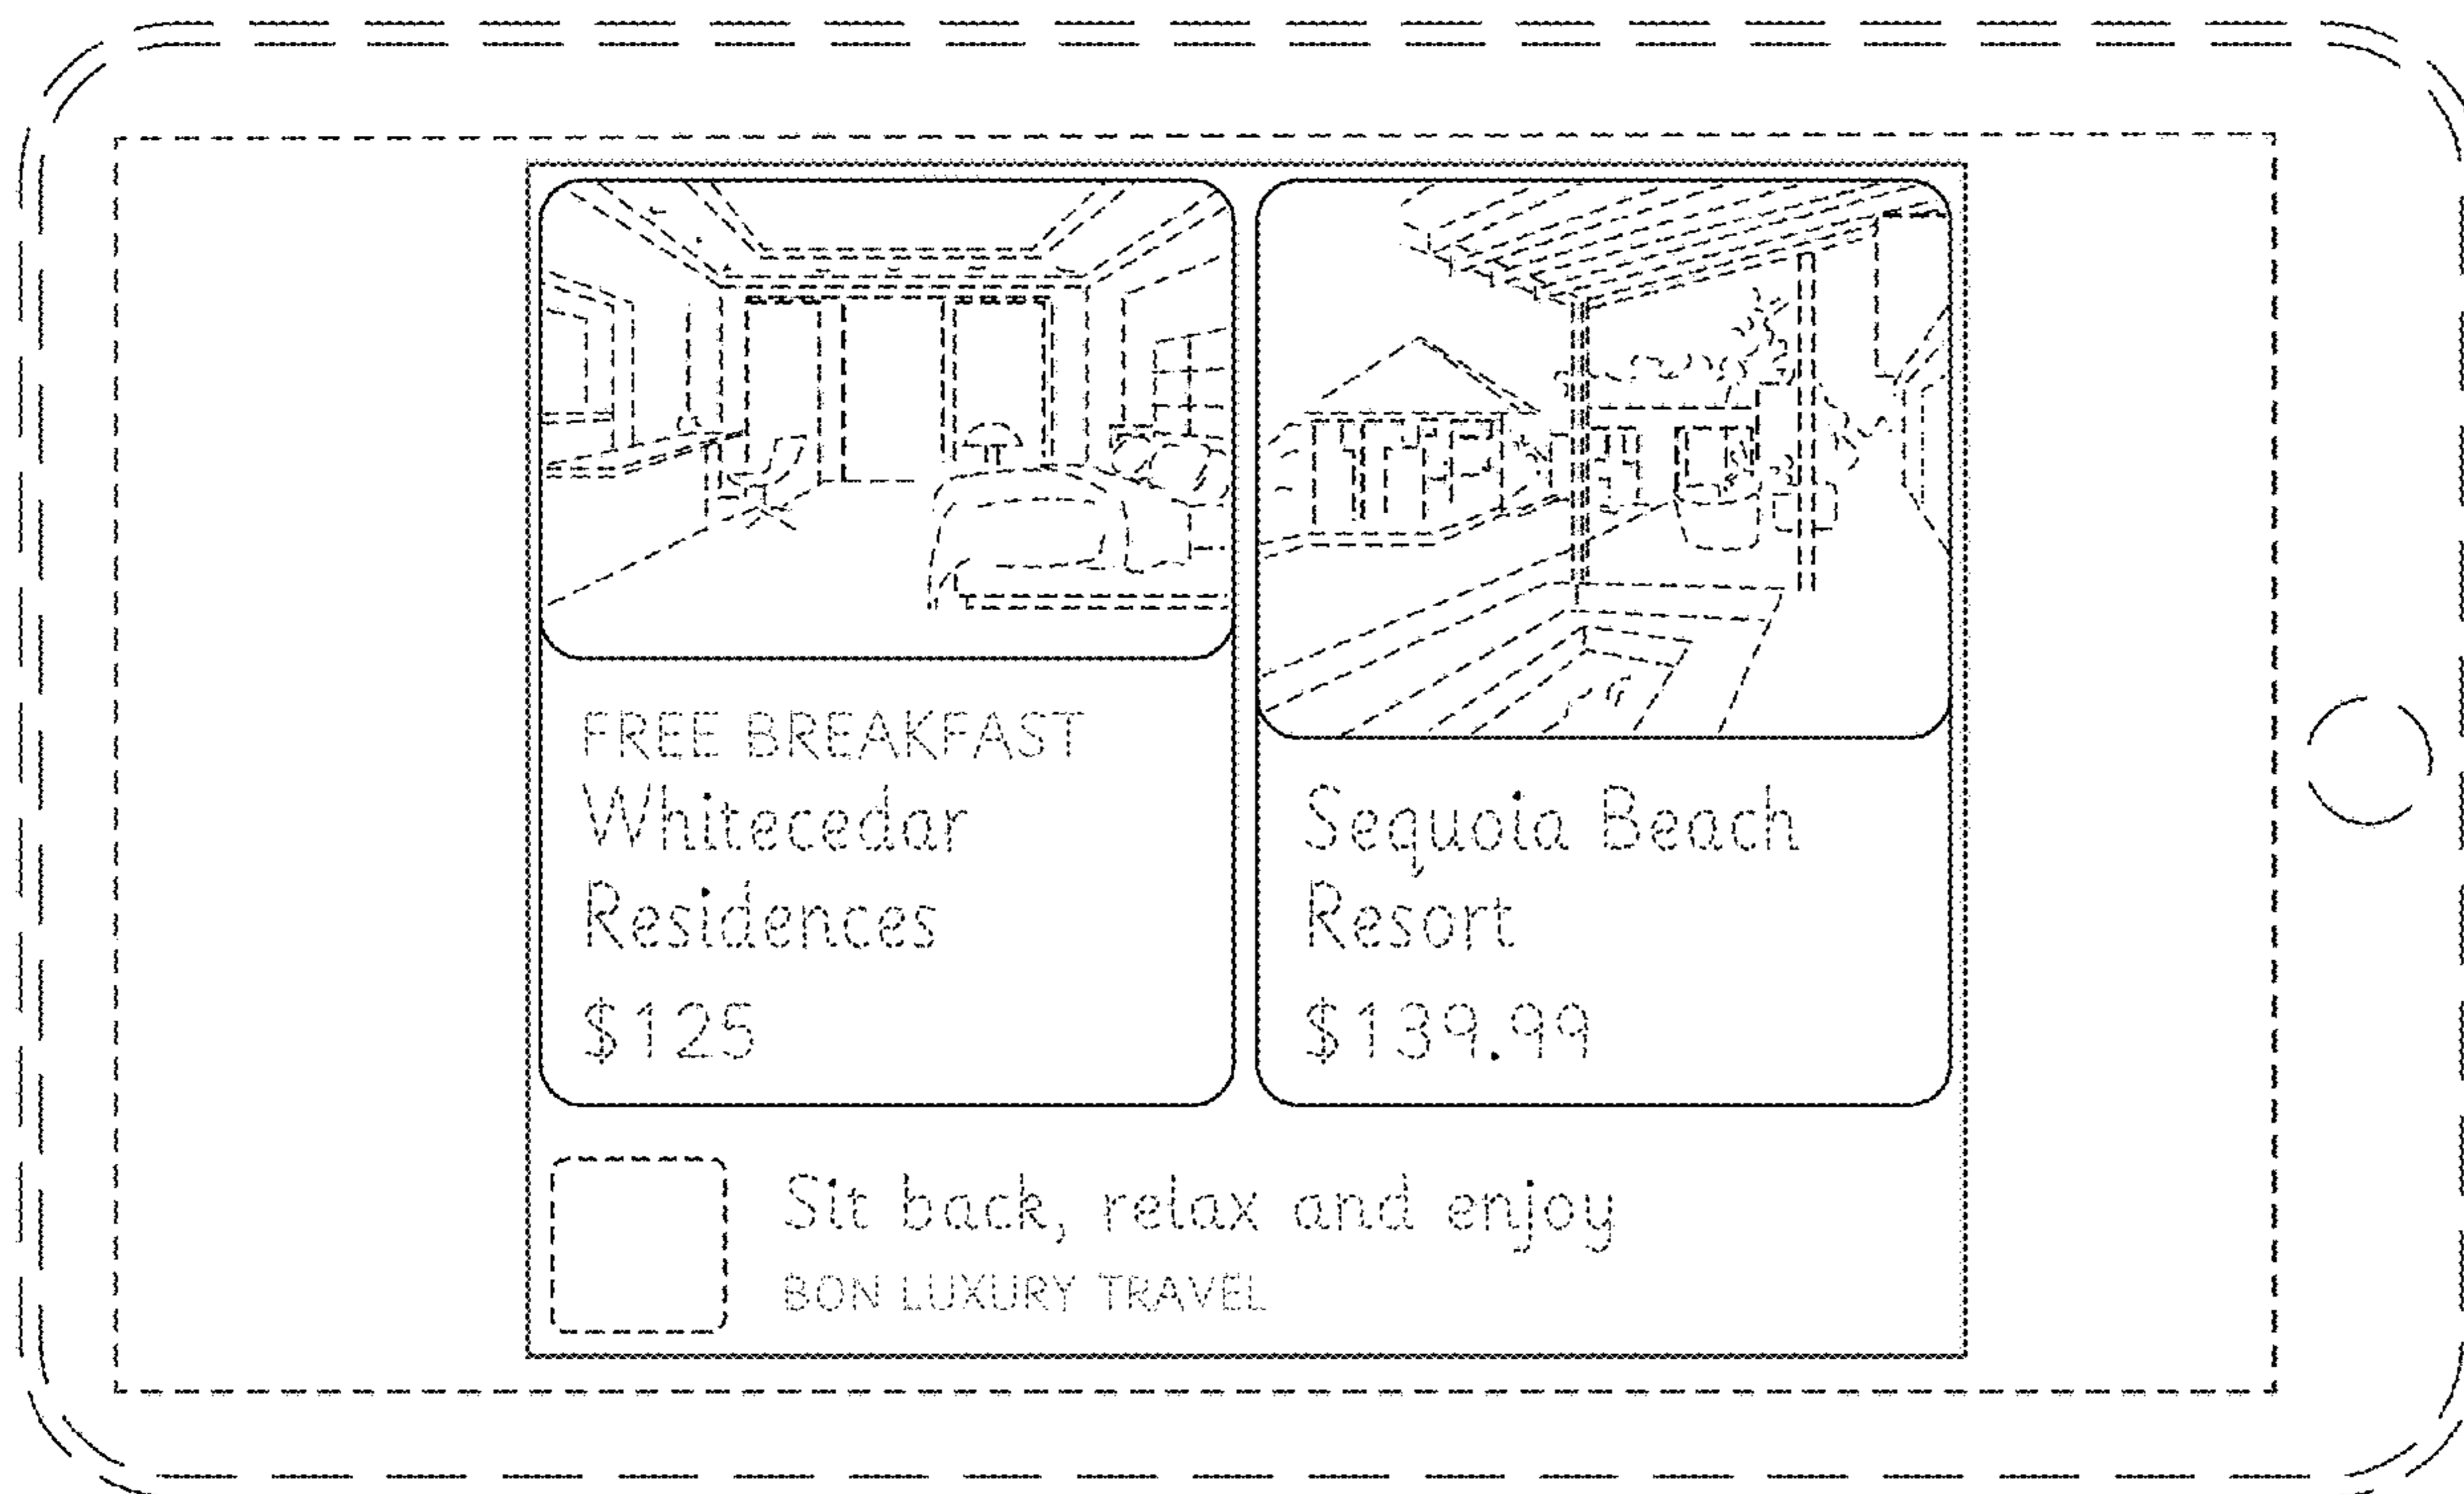 FREE BREAKFAST
Whitecedar
Residences
$125
Sequoia Beach
Resort
$139.99
Sit back, relax and enjoy
BON LUXURY TRAVEL